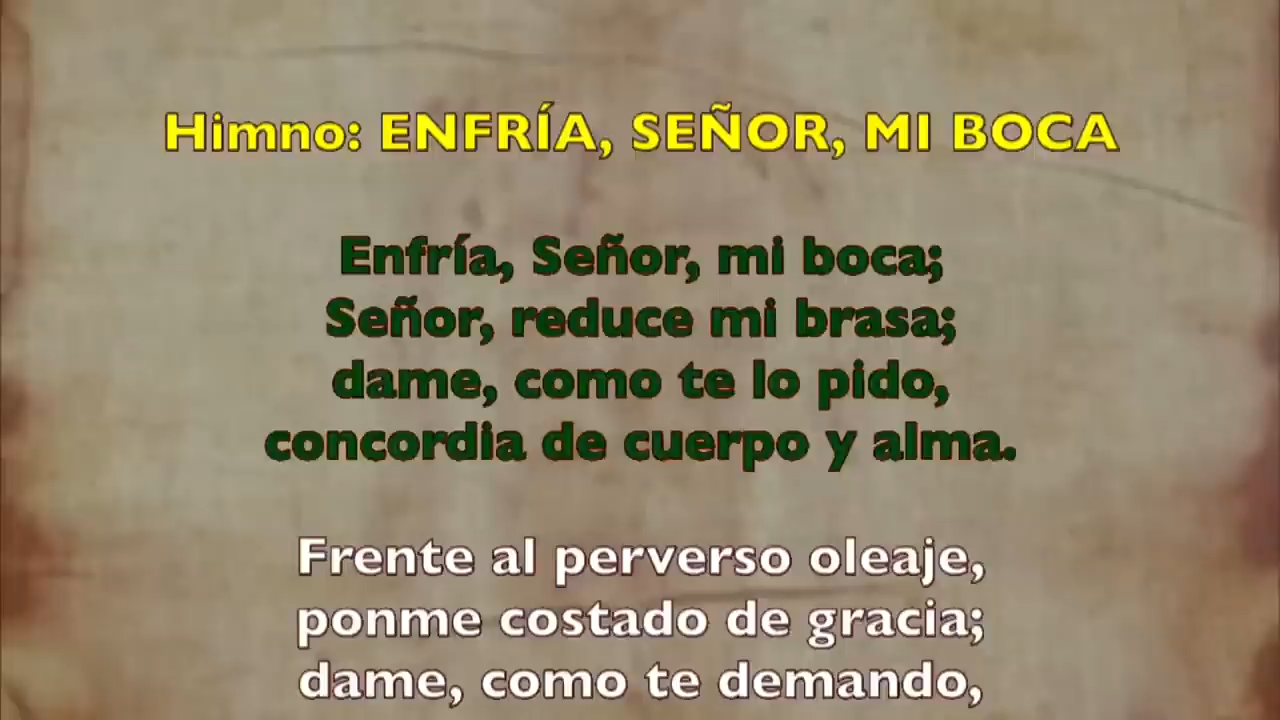 Himno: ENFRÍA, SEÑOR, MI BOCA
Enfría, Señor, mi boca;
Señor, reduce mi brasa;
dame, como te lo pido,
concordia de cuerpo y alma.
Frente al perverso oleaje,
ponme costado de gracia;
dame, como te demando,